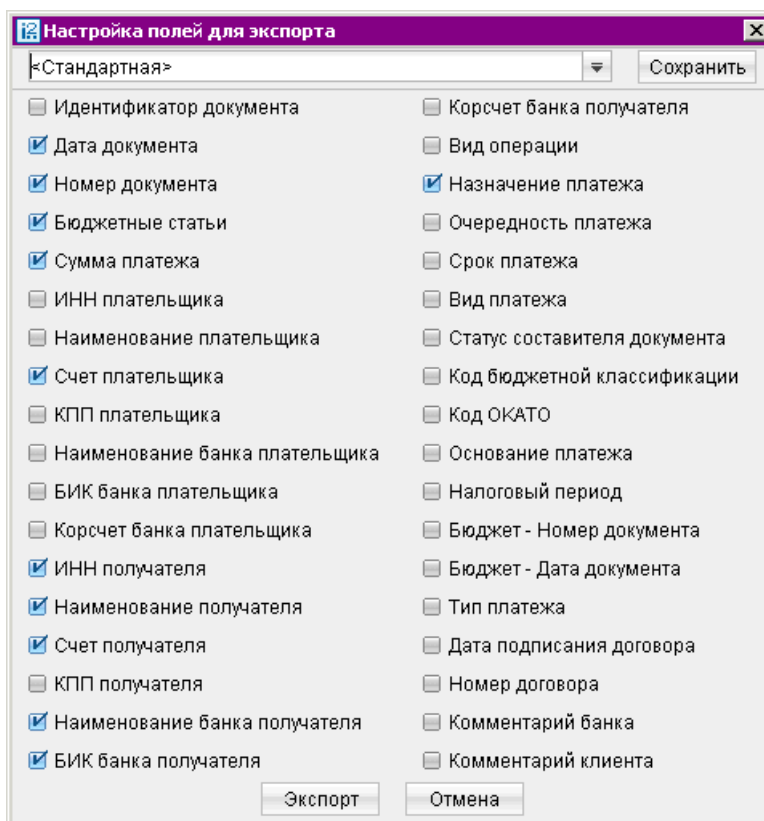 Настройка полей для экспорта
<Стандартная>
Сохранить
Идентификатор документа
Дата документа
Номер документа
Бюджетные статьи
Сумма платежа
ИНН плательщика
Наименование плательщика
Счет плательщика
КПП плательщика
Наименование банка плательщика
БИК банка плательщика
Корсчет банка плательщика
ИНН получателя
Наименование получателя
Счет получателя
КПП получателя
Наименование банка получателя
БИК банка получателя
Корсчет банка получателя
Вид операции
Назначение платежа
Очередность платежа
Срок платежа
Вид платежа
Статус составителя документа
Код бюджетной классификации
Код ОКАТО
Основание платежа
Налоговый период
Бюджет - Номер документа
Бюджет - Дата документа
Тип платежа
Дата подписания договора
Номер договора
Комментарий банка
Комментарий клиента
Экспорт
Отмена